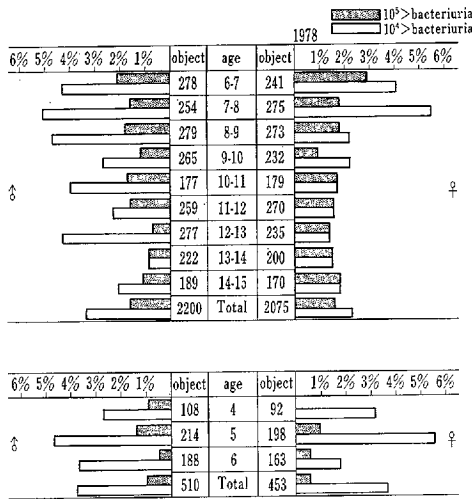 10⁵>bacteriuria
1978 10⁴>bacteriuria
6% 5% 4% 3% 2% 1% object age object 1% 2% 3% 4% 5% 6%
278 6-7 241
254 7-8 275
279 8-9 273
265 9-10 232
♂ 177 10-11 179 ♀
259 11-12 270
277 12-13 235
222 13-14 200
189 14-15 170
2200 Total 2075
6% 5% 4% 3% 2% 1% object age object 1% 2% 3% 4% 5% 6%
108 4 92
♂ 214 5 198 ♀
188 6 163
510 Total 453